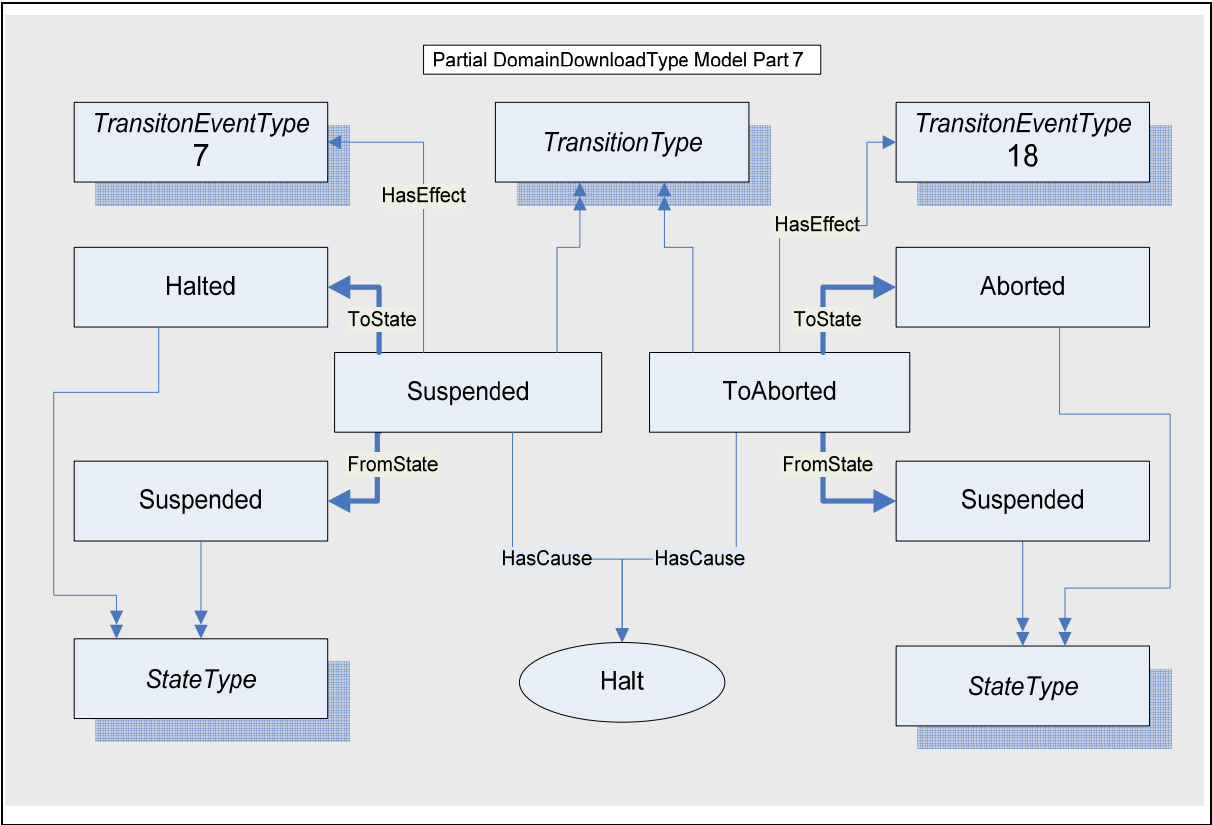 Partial DomainDownloadType Model Part 7
TransitonEventType
7
TransitionType
TransitonEventType
18
HasEffect
HasEffect
Halted
Aborted
ToState
ToState
Suspended
ToAborted
FromState
FromState
Suspended
Suspended
HasCause
HasCause
StateType
Halt
StateType